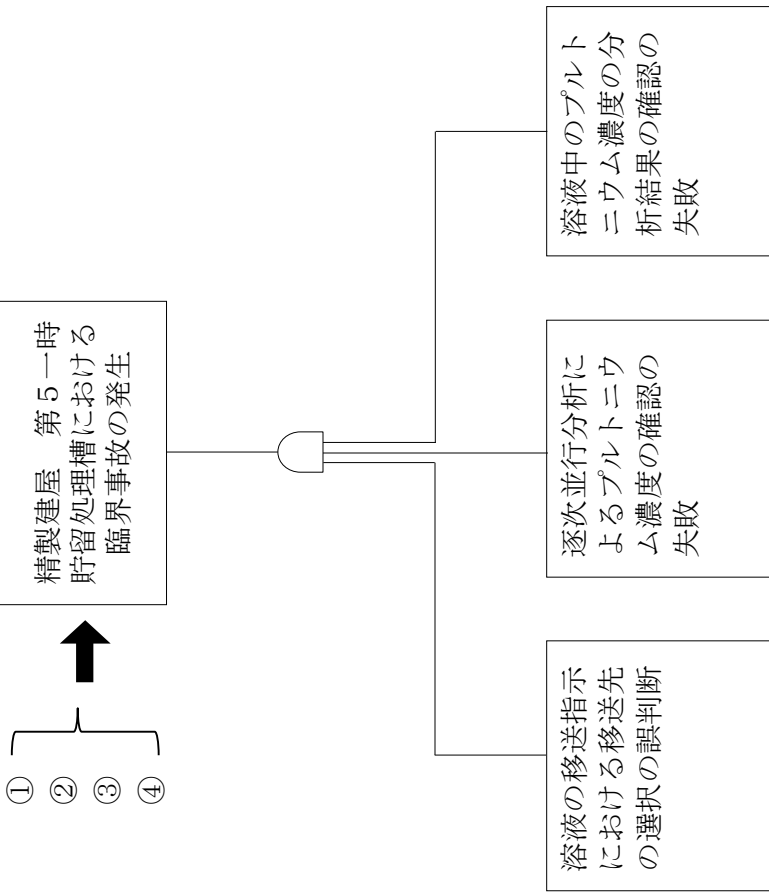 ①
②
③
④
精製建屋　第５一時
貯留処理槽における
臨界事故の発生
溶液の移送指示
における移送先
の選択の誤判断
逐次並行分析に
よるプルトニウ
ム濃度の確認の
失敗
溶液中のプルト
ニウム濃度の分
析結果の確認の
失敗